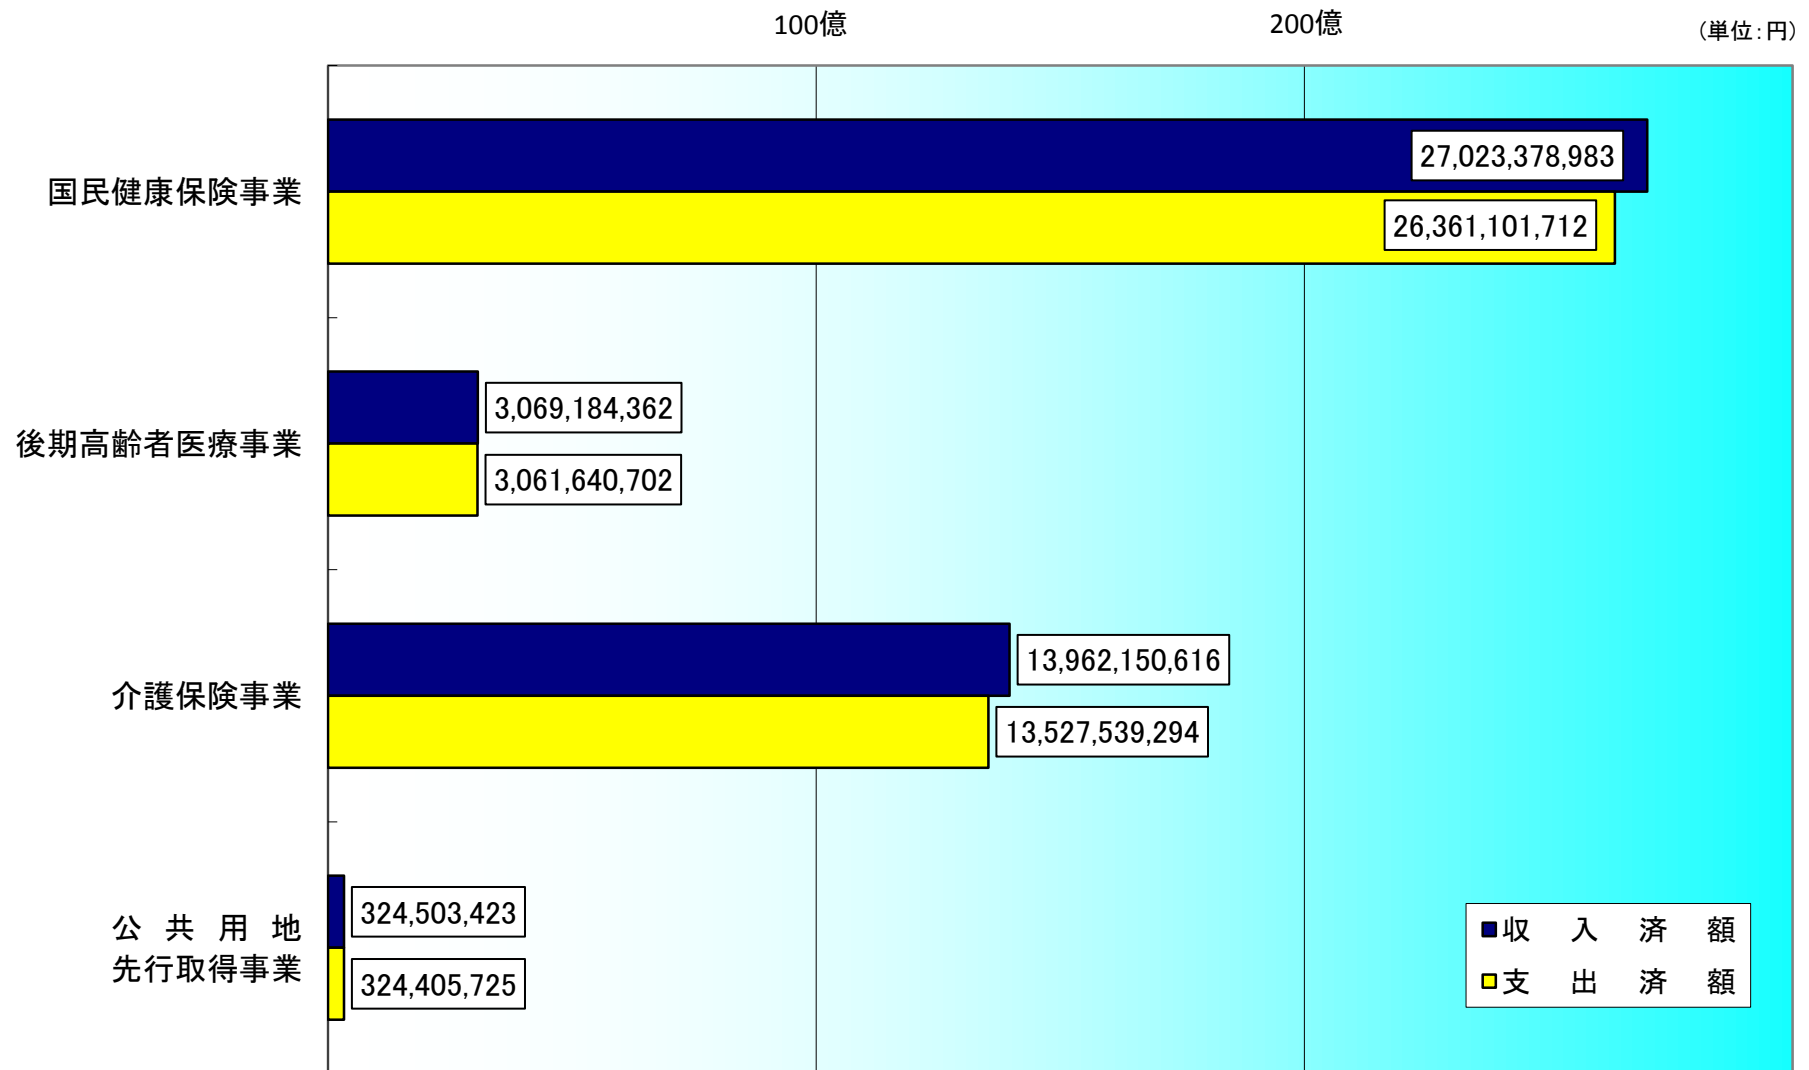 100億 200億 （単位：円）
国民健康保険事業
27,023,378,983
26,361,101,712
後期高齢者医療事業
3,069,184,362
3,061,640,702
介護保険事業
13,962,150,616
13,527,539,294
公共用地
先行取得事業
324,503,423
324,405,725
収入済額
支出済額